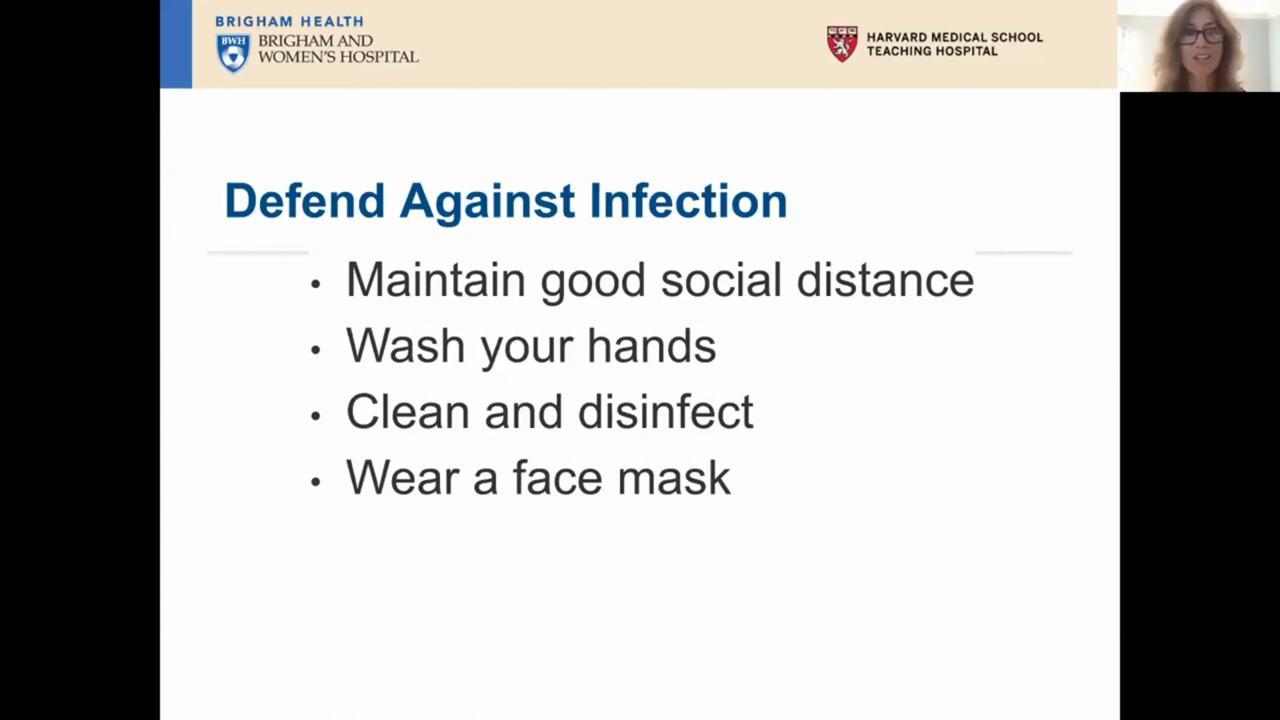 BRIGHAM HEALTH
BWH
BRIGHAM AND
WOMEN'S HOSPITAL
HARVARD MEDICAL SCHOOL
TEACHING HOSPITAL
Defend Against Infection
• Maintain good social distance
• Wash your hands
• Clean and disinfect
• Wear a face mask